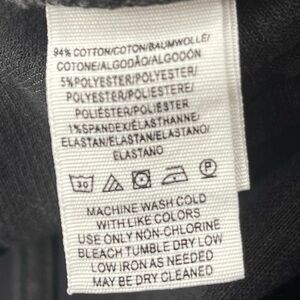 94% COTTON/COTON/BAUMWOLLE/
COTONE/ALGODÃO/ALGODÓN
5%POLYESTER/POLYESTER/
POLYESTER/POLIESTERE/
POLIÉSTER/POLIÉSTER
1%SPANDEX/ÉLASTHANNE/
ELASTAN/ELASTAN/ELASTANO/
ELASTANO
30 P
MACHINE WASH COLD
WITH LIKE COLORS
USE ONLY NON-CHLORINE
BLEACH TUMBLE DRY LOW
LOW IRON AS NEEDED
MAY BE DRY CLEANED